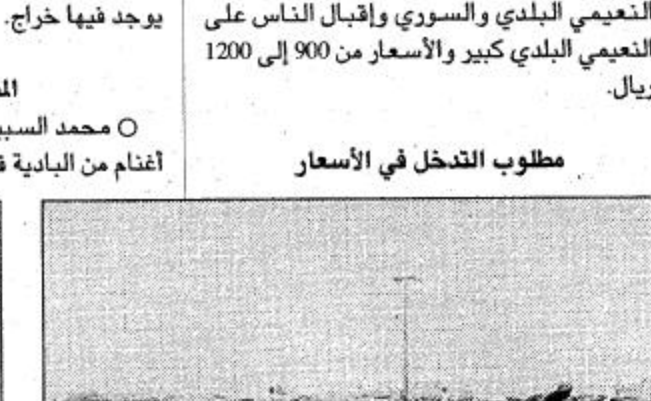 النعيمي البلدي والسوري وإقبال الناس على
النعيمي البلدي كبير والأسعار من 900 إلى 1200
ريال.
مطلوب التدخل في الأسعار
يوجد فيها خراج.
○ محمد
أغنام من البادية